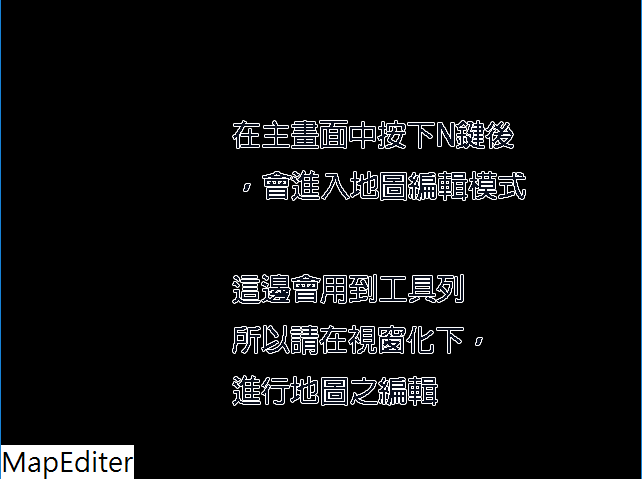 在主畫面中按下N鍵後
，會進入地圖編輯模式
這邊會用到工具列
所以請在視窗化下，
進行地圖之編輯
MapEditer